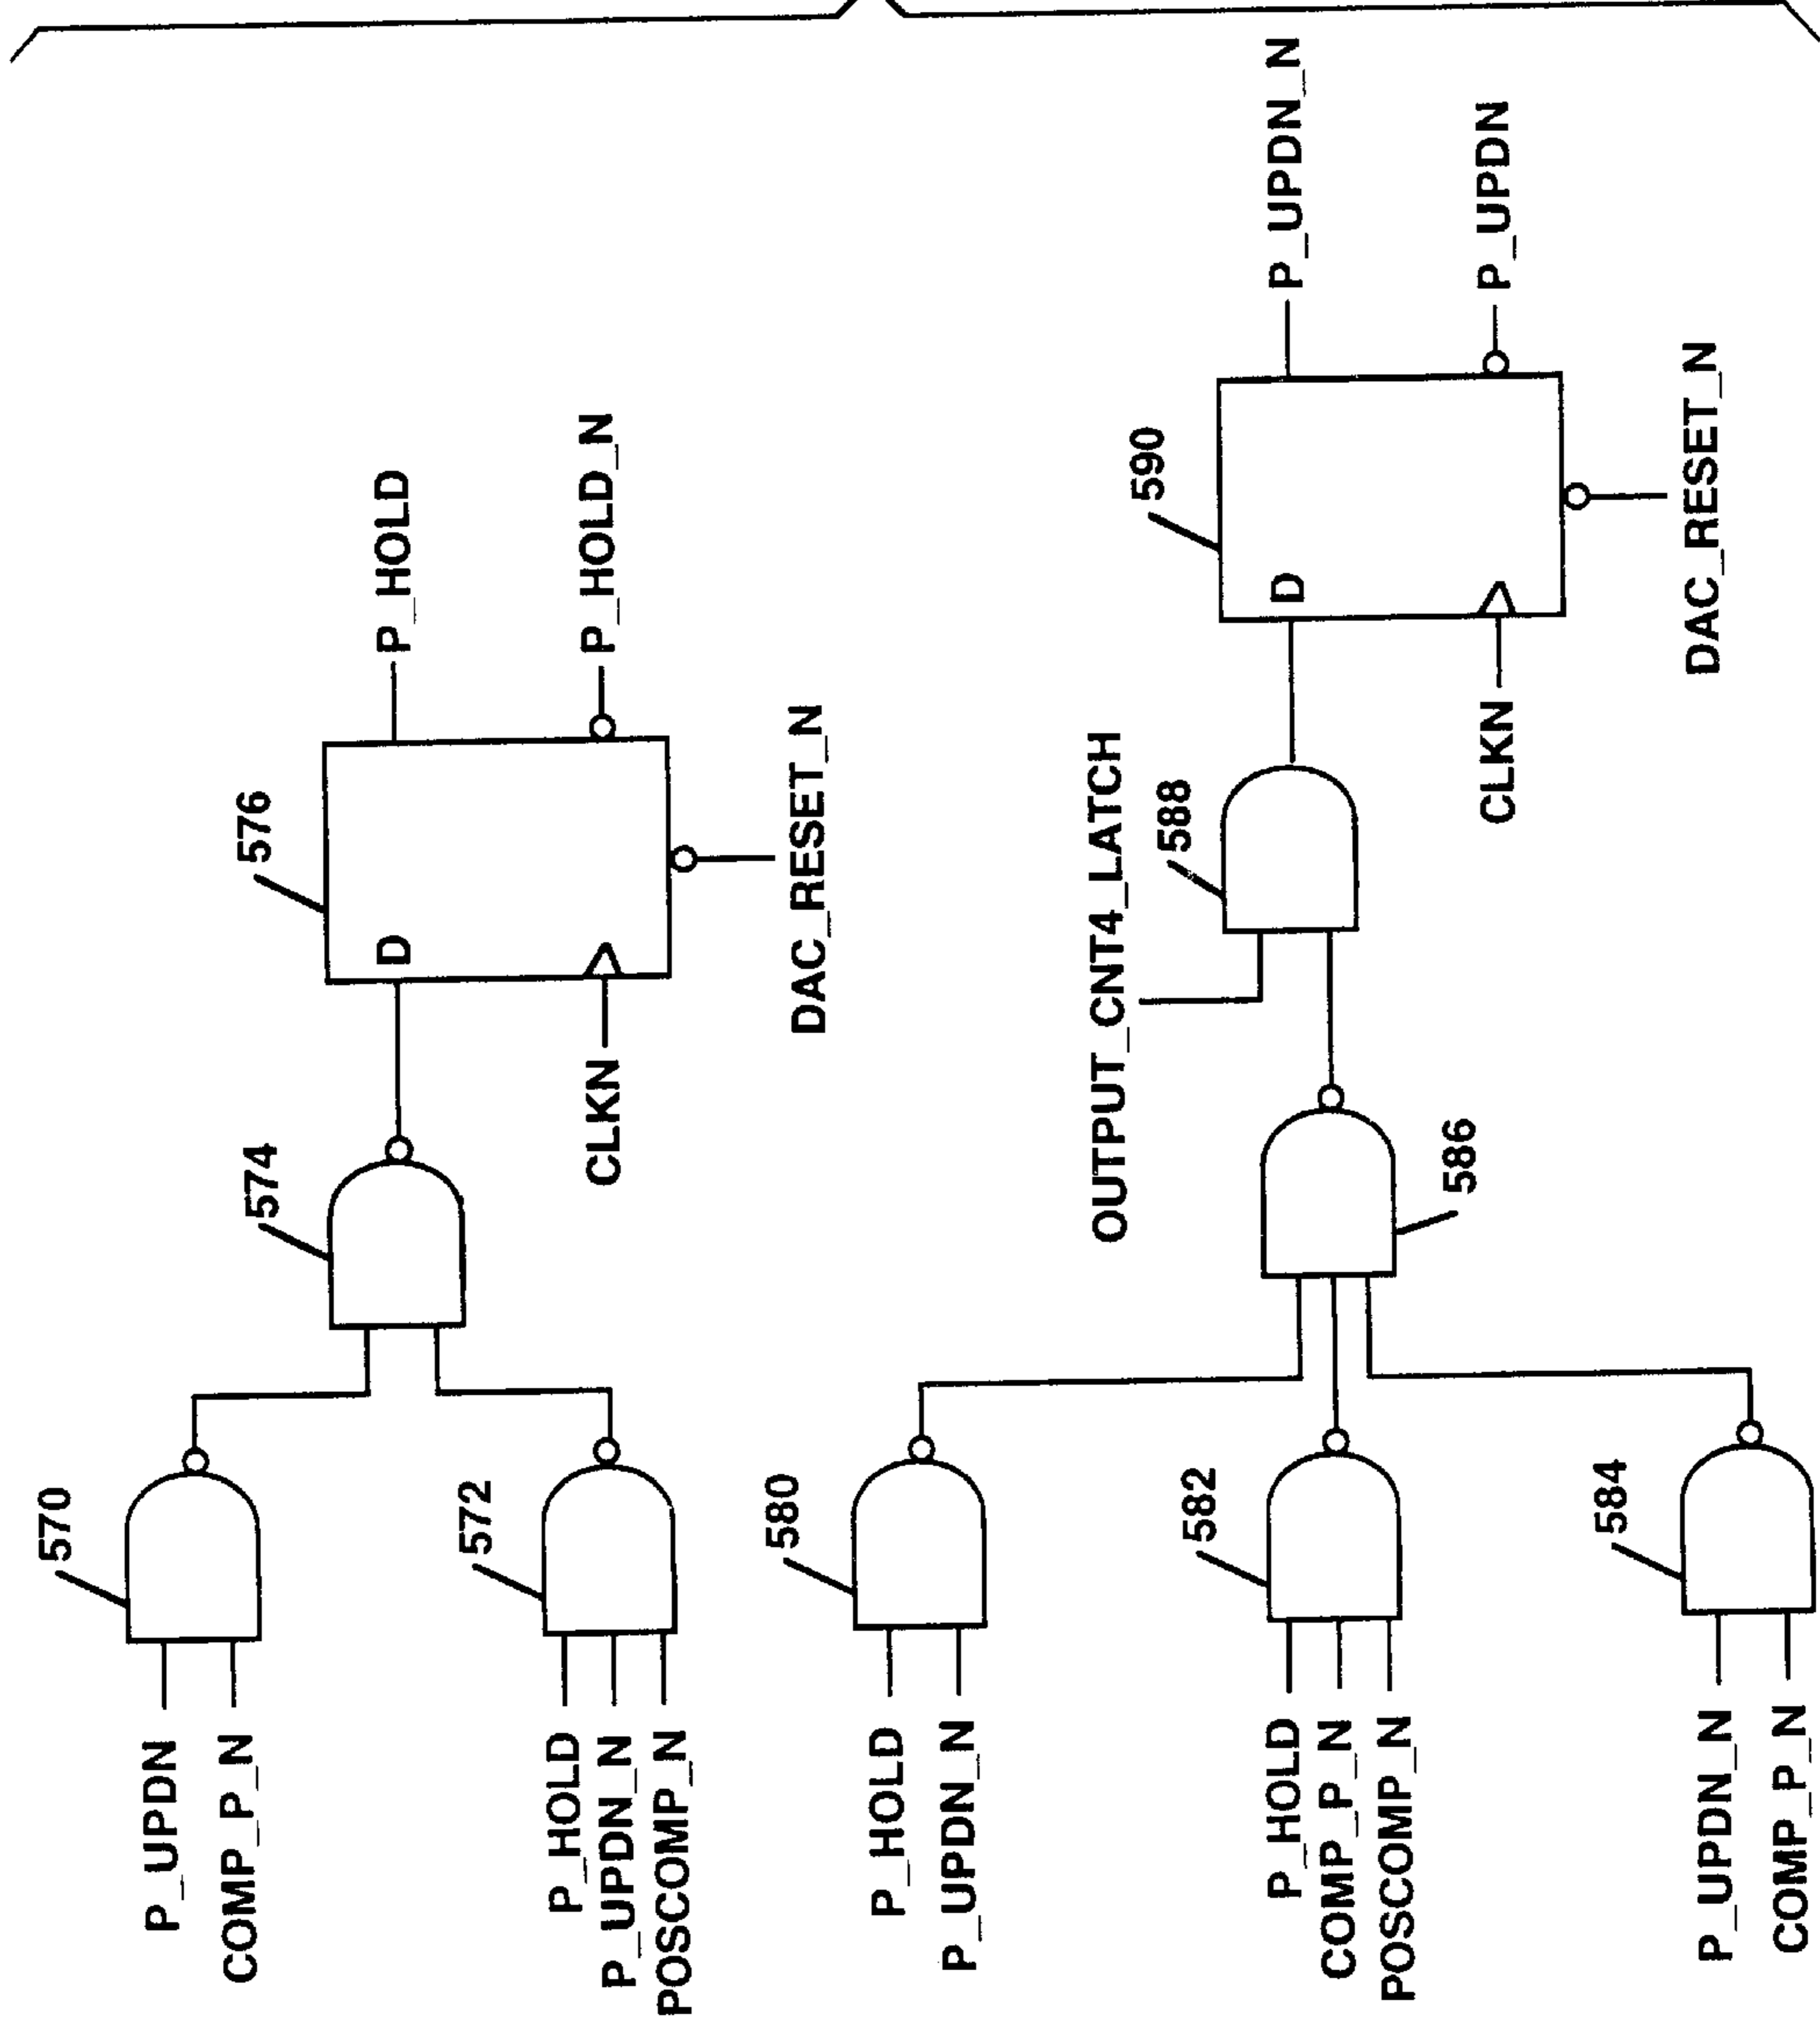 570
P_UPDN
COMP_P_N
574
576
D
P_HOLD
P_HOLD_N
CLKN
DAC_RESET_N
572
P_HOLD
P_UPDN_N
POSCOMP_N
580
P_HOLD
P_UPDN_N
582
P_HOLD
COMP_P_N
POSCOMP_N
584
P_UPDN_N
COMP_P_N
586
OUTPUT_CNT4_LATCH
588
590
D
P_UPDN_N
P_UPDN
CLKN
DAC_RESET_N